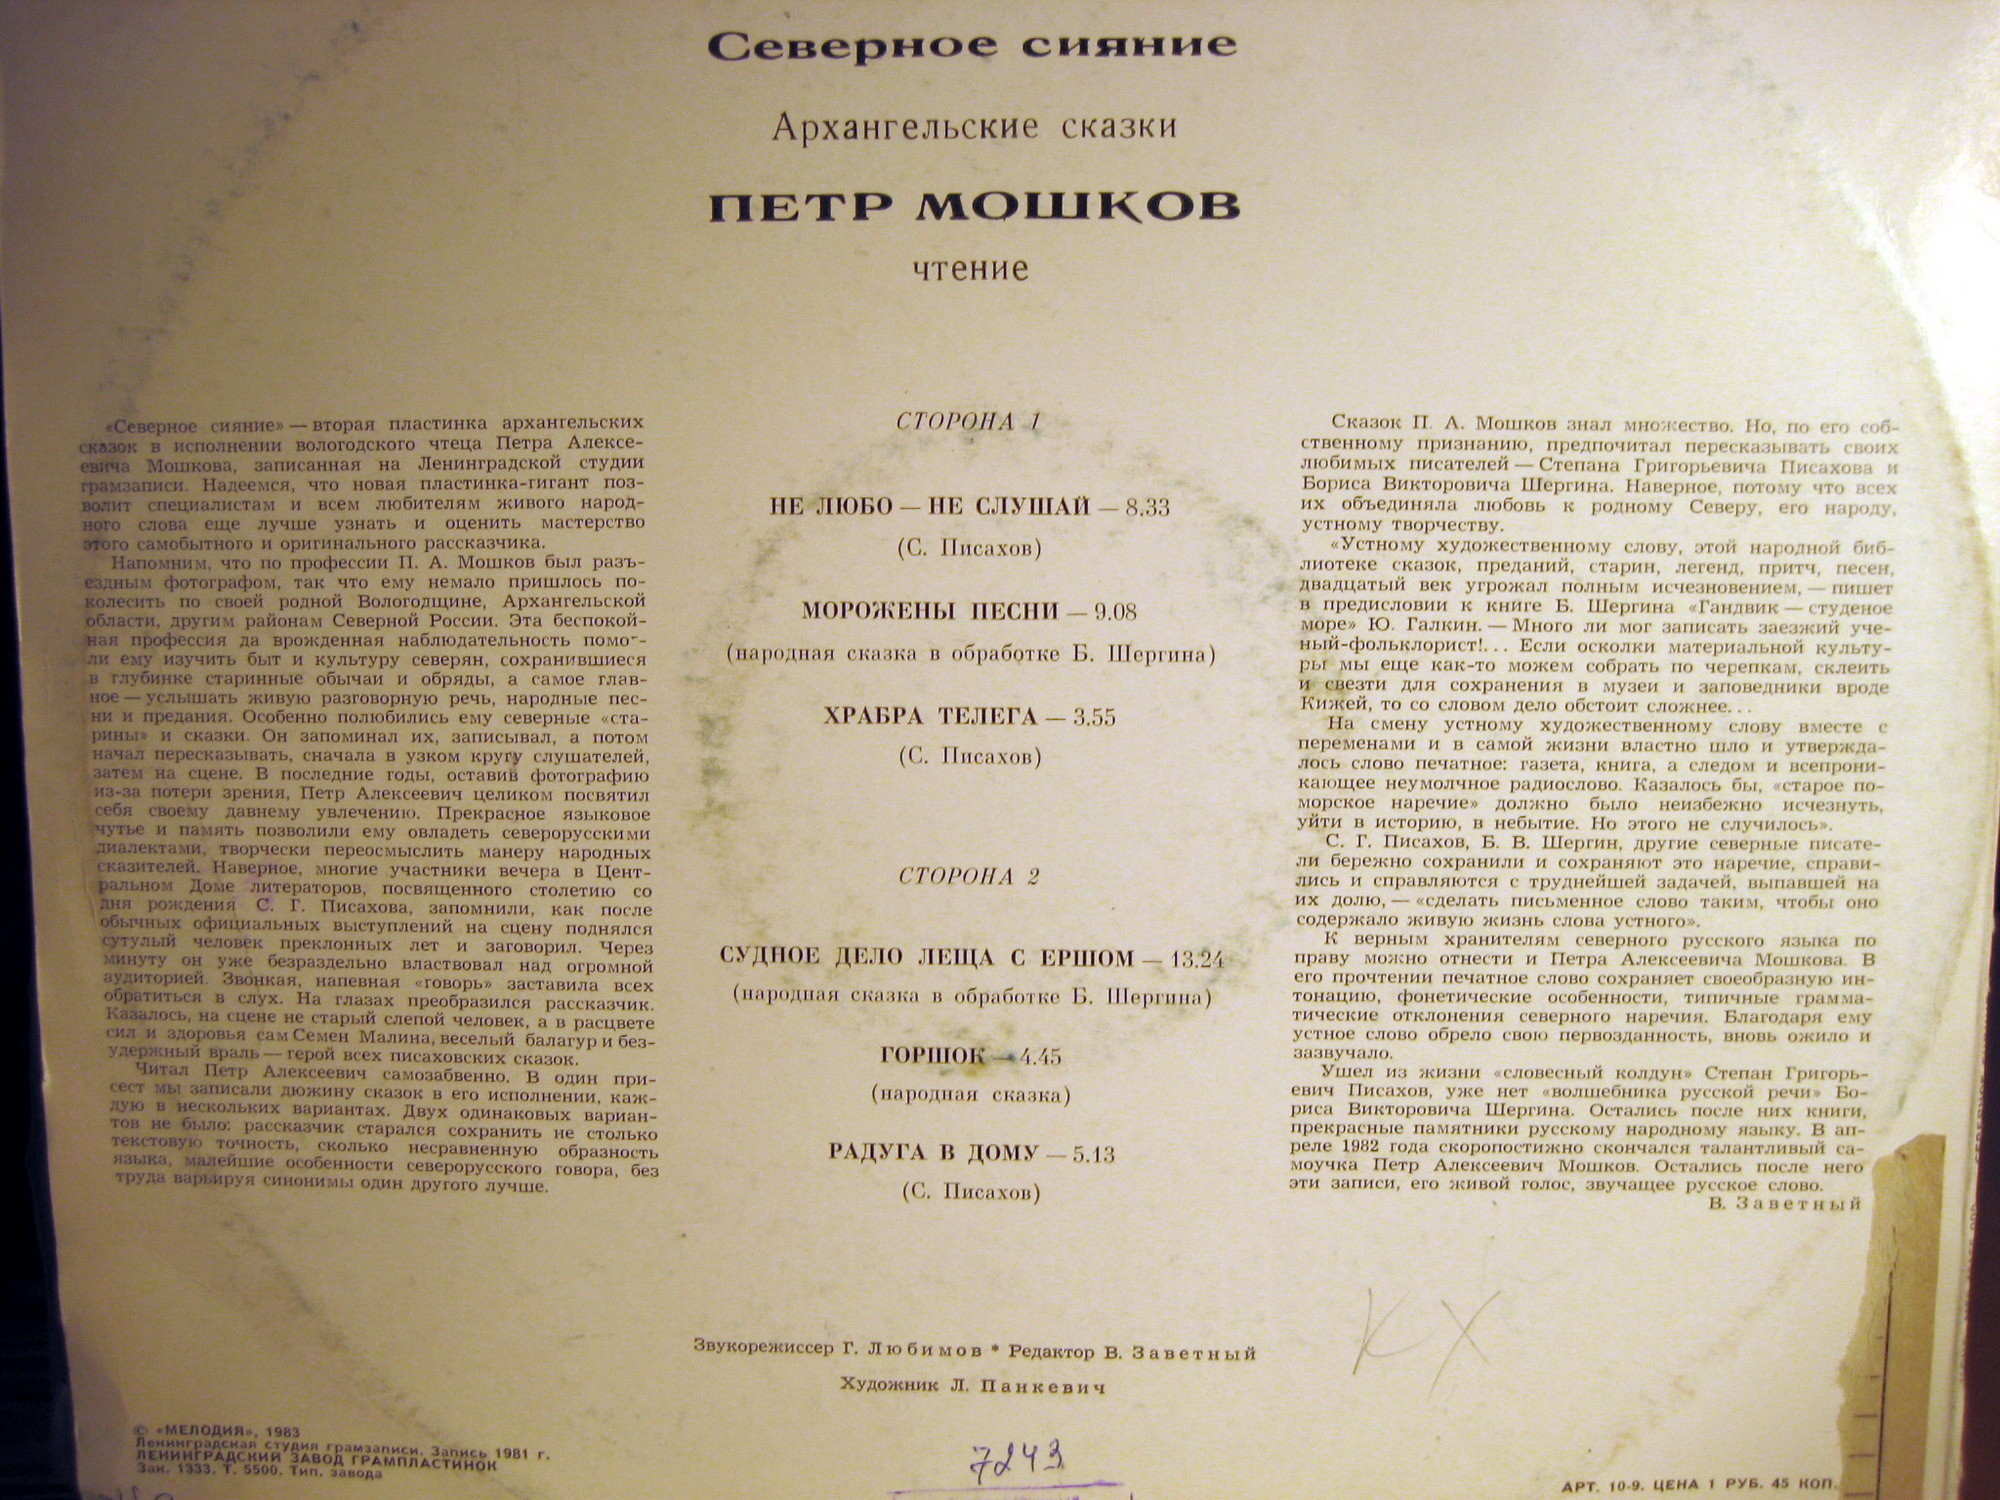 Северное сияние
Архангельские сказки
ПЕТР МОШКОВ
чтение
«Северное сияние» — вторая пластинка архангельских
сказок в исполнении вологодского чтеца Петра Алексе-
евича Мошкова, записанная на Ленинградской студии
грамзаписи. Надеемся, что новая пластинка-гигант поз-
волит специалистам и всем любителям живого народ-
ного слова еще лучше узнать и оценить мастерство
этого самобытного и оригинального рассказчика.
Напомним, что по профессии П. А. Мошков был разъ-
ездным фотографом, так что ему немало пришлось по-
колесить по своей родной Вологодщине, Архангельской
области, другим районам Северной России. Эта беспокой-
ная профессия да врожденная наблюдательность помог-
ли ему изучить быт и культуру северян, сохранившиеся
в глубинке старинные обычаи и обряды, а самое глав-
ное — услышать живую разговорную речь, народные пес-
ни и предания. Особенно полюбились ему северные «ста-
рины» и сказки. Он запоминал их, записывал, а потом
начал пересказывать, сначала в узком кругу слушателей,
затем на сцене. В последние годы, оставив фотографию
из-за потери зрения, Петр Алексеевич целиком посвятил
себя своему давнему увлечению. Прекрасное языковое
чутье и память позволили ему овладеть северорусскими
диалектами, творчески переосмыслить манеру народных
сказителей. Наверное, многие участники вечера в Цент-
ральном Доме литераторов, посвященного столетию со
дня рождения С. Г. Писахова, запомнили, как после
обычных официальных выступлений на сцену поднялся
сутулый человек преклонных лет и заговорил. Через
минуту он уже безраздельно властвовал над огромной
аудиторией. Звонкая, напевная «говорь» заставила всех
обратиться в слух. На глазах преобразился рассказчик.
Казалось, на сцене не старый слепой человек, а в расцвете
сил и здоровья сам Семен Малина, веселый балагур и без-
удержный враль — герой всех писаховских сказок.
Читал Петр Алексеевич самозабвенно. В один при-
сест мы записали дюжину сказок в его исполнении, каж-
дую в нескольких вариантах. Двух одинаковых вариан-
тов не было: рассказчик старался сохранить не столько
текстовую точность, сколько несравненную образность
языка, малейшие особенности северорусского говора, без
труда варьируя синонимы один другого лучше.
СТОРОНА 1
НЕ ЛЮБО — НЕ СЛУШАЙ — 8.33
(С. Писахов)
МОРОЖЕНЫ ПЕСНИ — 9.08
(народная сказка в обработке Б. Шергина)
ХРАБРА ТЕЛЕГА — 3.55
(С. Писахов)
СТОРОНА 2
СУДНОЕ ДЕЛО ЛЕЩА С ЕРШОМ — 13.24
(народная сказка в обработке Б. Шергина)
ГОРШОК — 4.45
(народная сказка)
РАДУГА В ДОМУ — 5.13
(С. Писахов)
Сказок П. А. Мошков знал множество. Но, по его соб-
ственному признанию, предпочитал пересказывать своих
любимых писателей — Степана Григорьевича Писахова и
Бориса Викторовича Шергина. Наверное, потому что всех
их объединяла любовь к родному Северу, его народу,
устному творчеству.
«Устному художественному слову, этой народной биб-
лиотеке сказок, преданий, старин, легенд, притч, песен,
двадцатый век угрожал полным исчезновением, — пишет
в предисловии к книге Б. Шергина «Гандвик — студеное
море» Ю. Галкин. — Много ли мог записать заезжий уче-
ный-фольклорист!... Если осколки материальной культу-
ры мы еще как-то можем собрать по черепкам, склеить
и свезти для сохранения в музеи и заповедники вроде
Кижей, то со словом дело обстоит сложнее...
На смену устному художественному слову вместе с
переменами и в самой жизни властно шло и утвержда-
лось слово печатное: газета, книга, а следом и всепрони-
кающее неумолчное радиослово. Казалось бы, «старое по-
морское наречие» должно было неизбежно исчезнуть,
уйти в историю, в небытие. Но этого не случилось».
С. Г. Писахов, Б. В. Шергин, другие северные писате-
ли бережно сохранили и сохраняют это наречие, справи-
лись и справляются с труднейшей задачей, выпавшей на
их долю, — «сделать письменное слово таким, чтобы оно
содержало живую жизнь слова устного».
К верным хранителям северного русского языка по
праву можно отнести и Петра Алексеевича Мошкова. В
его прочтении печатное слово сохраняет своеобразную ин-
тонацию, фонетические особенности, типичные грамма-
тические отклонения северного наречия. Благодаря ему
устное слово обрело свою первозданность, вновь ожило и
зазвучало.
Ушел из жизни «словесный колдун» Степан Григорь-
евич Писахов, уже нет «волшебника русской речи» Бо-
риса Викторовича Шергина. Остались после них книги,
прекрасные памятники русскому народному языку. В ап-
реле 1982 года скоропостижно скончался талантливый са-
моучка Петр Алексеевич Мошков. Остались после него
эти записи, его живой голос, звучащее русское слово.
В. Заветный
КХ
Звукорежиссер Г. Любимов * Редактор В. Заветный
Художник Л. Панкевич
© «МЕЛОДИЯ», 1983
Ленинградская студия грамзаписи. Запись 1981 г.
ЛЕНИНГРАДСКИЙ ЗАВОД ГРАМПЛАСТИНОК
Зак. 1333. Т. 5500. Тип. завода
7243
АРТ. 10-9. ЦЕНА 1 РУБ. 45 КОП.